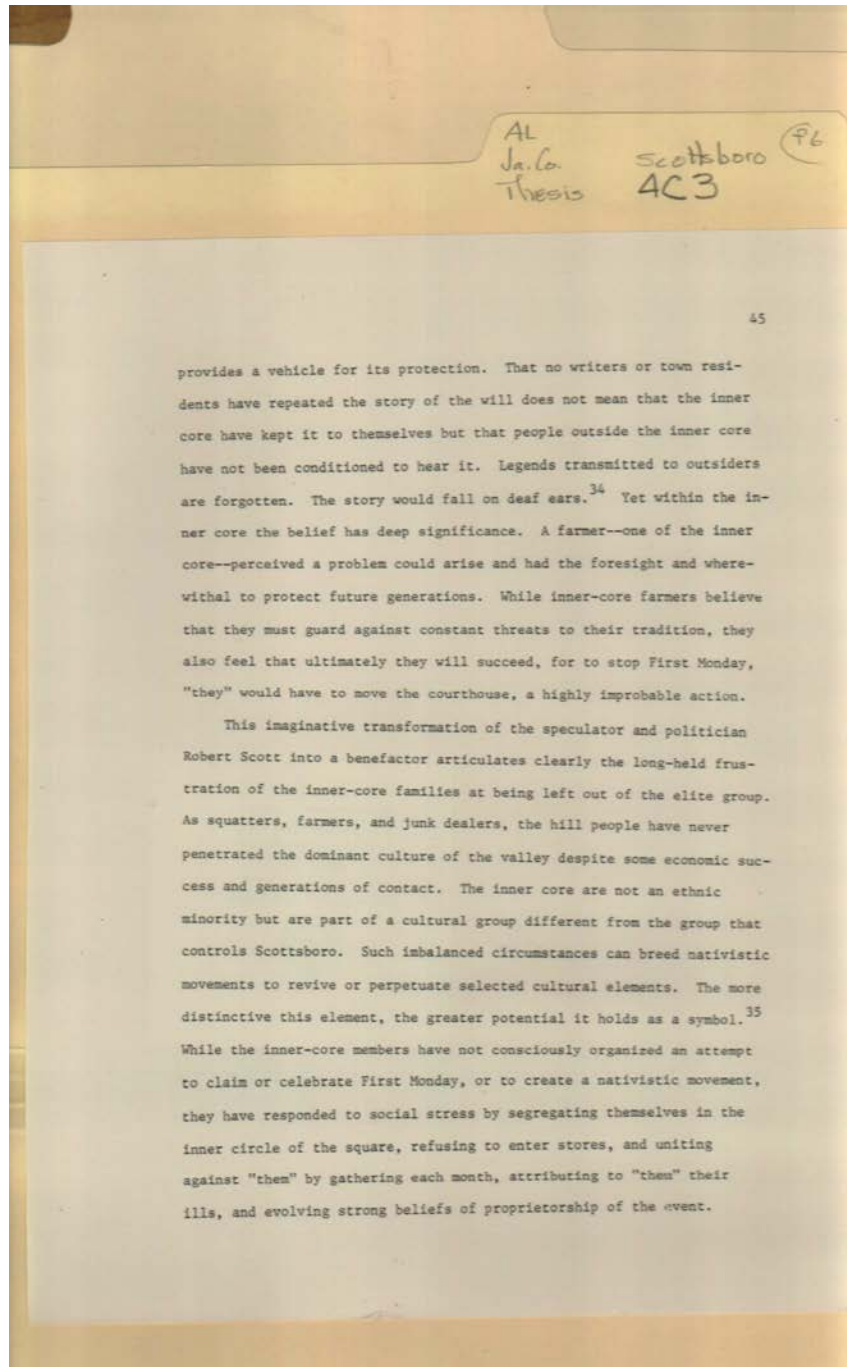 AL
Ja. Co.
Thesis
Scottsboro
4C3
45
provides a vehicle for its protection. That no writers or town resi-
dents have repeated the story of the will does not mean that the inner
core have kept it to themselves but that people outside the inner core
have not been conditioned to hear it. Legends transmitted to outsiders
are forgotten. The story would fall on deaf ears.34 Yet within the in-
ner core the belief has deep significance. A farmer--one of the inner
core--perceived a problem could arise and had the foresight and where-
withal to protect future generations. While inner-core farmers believe
that they must guard against constant threats to their tradition, they
also feel that ultimately they will succeed, for to stop First Monday,
"they" would have to move the courthouse, a highly improbable action.
This imaginative transformation of the speculator and politician
Robert Scott into a benefactor articulates clearly the long-held frus-
tration of the inner-core families at being left out of the elite group.
As squatters, farmers, and junk dealers, the hill people have never
penetrated the dominant culture of the valley despite some economic suc-
cess and generations of contact. The inner core are not an ethnic
minority but are part of a cultural group different from the group that
controls Scottsboro. Such imbalanced circumstances can breed nativistic
movements to revive or perpetuate selected cultural elements. The more
distinctive this element, the greater potential it holds as a symbol.35
While the inner-core members have not consciously organized an attempt
to claim or celebrate First Monday, or to create a nativistic movement,
they have responded to social stress by segregating themselves in the
inner circle of the square, refusing to enter stores, and uniting
against "them" by gathering each month, attributing to "them" their
ills, and evolving strong beliefs of proprietorship of the event.